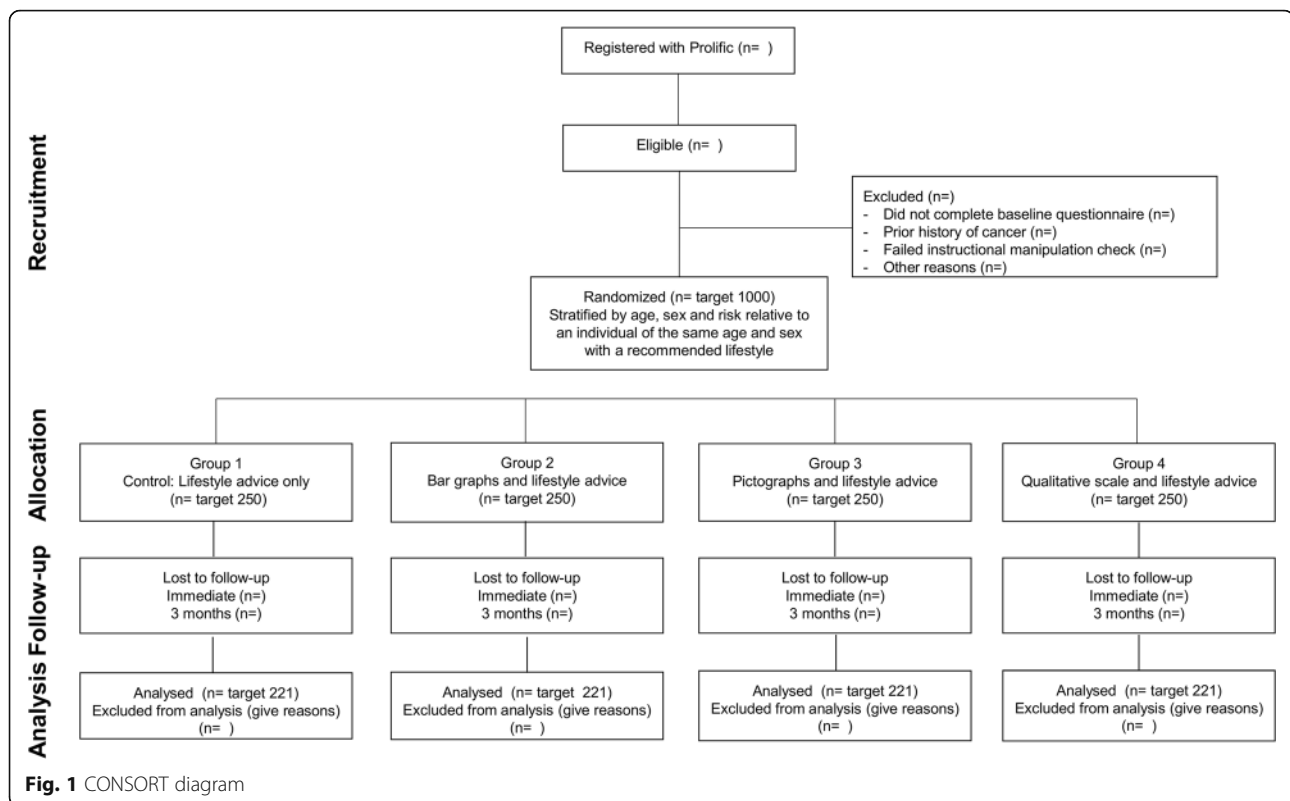 Recruitment
Registered with Prolific (n=  )
Eligible (n=  )
Excluded (n=)
- Did not complete baseline questionnaire (n=)
- Prior history of cancer (n=)
- Failed instructional manipulation check (n=)
- Other reasons (n=)
Randomized (n= target 1000)
Stratified by age, sex and risk relative to
an individual of the same age and sex
with a recommended lifestyle
Allocation
Group 1
Control: Lifestyle advice only
(n= target 250)
Group 2
Bar graphs and lifestyle advice
(n= target 250)
Group 3
Pictographs and lifestyle advice
(n= target 250)
Group 4
Qualitative scale and lifestyle advice
(n= target 250)
Follow-up
Lost to follow-up
Immediate (n=)
3 months (n=)
Lost to follow-up
Immediate (n=)
3 months (n=)
Lost to follow-up
Immediate (n=)
3 months (n=)
Lost to follow-up
Immediate (n=)
3 months (n=)
Analysis
Analysed (n= target 221)
Excluded from analysis (give reasons)
(n=  )
Analysed (n= target 221)
Excluded from analysis (give reasons)
(n=  )
Analysed (n= target 221)
Excluded from analysis (give reasons)
(n=  )
Analysed (n= target 221)
Excluded from analysis (give reasons)
(n=  )
Fig. 1 CONSORT diagram